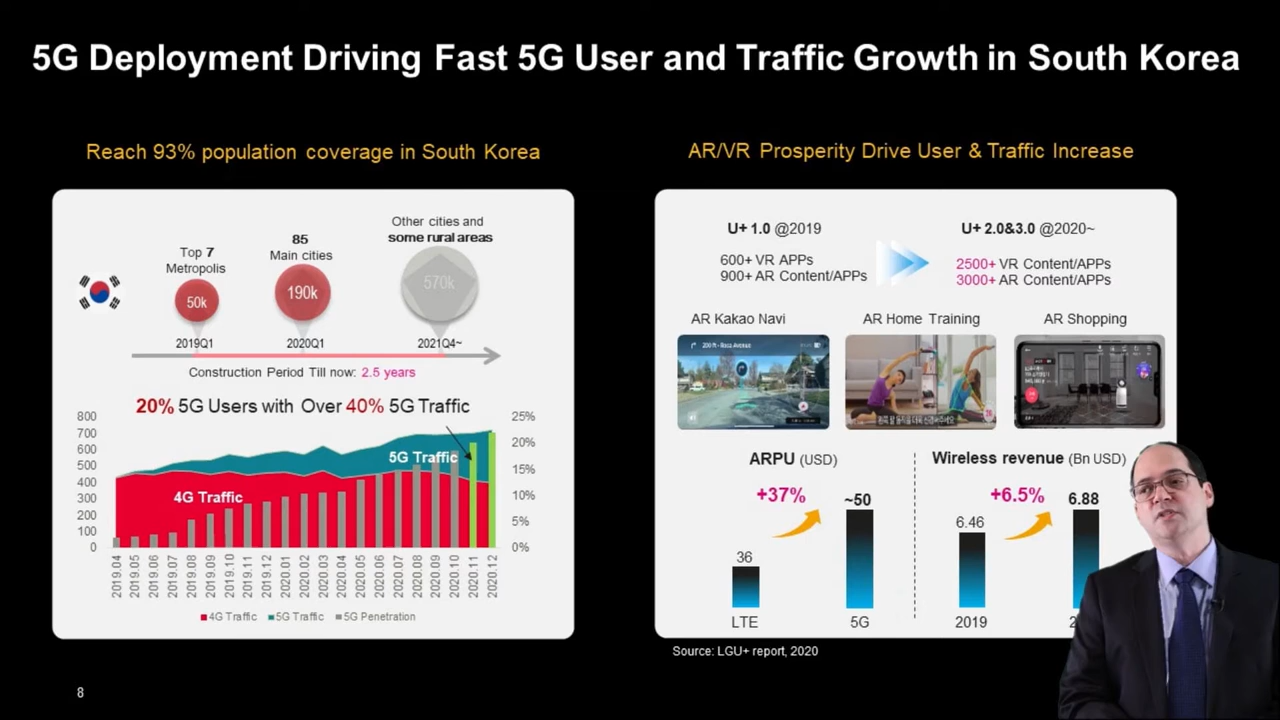 5G Deployment Driving Fast 5G User and Traffic Growth in South Korea
Reach 93% population coverage in South Korea
Top 7
Metropolis
85
Main cities
Other cities and
some rural areas
50k
190k
570k
2019Q1
2020Q1
2021Q4~
Construction Period Till now: 2.5 years
20% 5G Users with Over 40% 5G Traffic
800
700
600
500
400
300
200
100
0
25%
20%
15%
10%
5%
0%
5G Traffic
4G Traffic
2019.04
2019.05
2019.06
2019.07
2019.08
2019.09
2019.10
2019.11
2019.12
2020.01
2020.02
2020.03
2020.04
2020.05
2020.06
2020.07
2020.08
2020.09
2020.10
2020.11
2020.12
4G Traffic
5G Traffic
5G Penetration
AR/VR Prosperity Drive User & Traffic Increase
U+ 1.0 @2019
600+ VR APPs
900+ AR Content/APPs
U+ 2.0&3.0 @2020~
2500+ VR Content/APPs
3000+ AR Content/APPs
AR Kakao Navi
AR Home Training
AR Shopping
ARPU (USD)
+37%
36
~50
LTE
5G
Wireless revenue (Bn USD)
+6.5%
6.46
6.88
2019
Source: LGU+ report, 2020
8